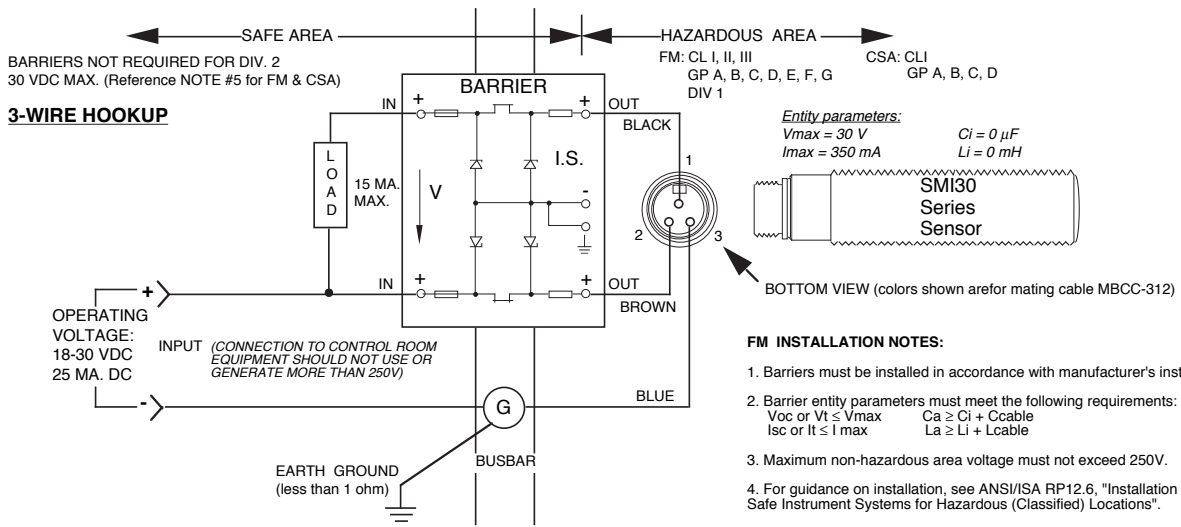 SAFE AREA
HAZARDOUS AREA
BARRIERS NOT REQUIRED FOR DIV. 2
30 VDC MAX. (Reference NOTE #5 for FM & CSA)
3-WIRE HOOKUP
FM: CL I, II, III
GP A, B, C, D, E, F, G
DIV 1
CSA: CLI
GP A, B, C, D
BARRIER
IN
+
+
OUT
BLACK
Entity parameters:
Vmax = 30 V
Ci = 0 µF
Imax = 350 mA
Li = 0 mH
LOAD
15 MA.
MAX.
V
I.S.
-
1
2
3
SMI30
Series
Sensor
IN
+
+
OUT
BROWN
BOTTOM VIEW (colors shown arefor mating cable MBCC-312)
+
OPERATING
VOLTAGE:
18-30 VDC
25 MA. DC
-
INPUT (CONNECTION TO CONTROL ROOM
EQUIPMENT SHOULD NOT USE OR
GENERATE MORE THAN 250V)
G
BLUE
BUSBAR
EARTH GROUND
(less than 1 ohm)
FM INSTALLATION NOTES:
1. Barriers must be installed in accordance with manufacturer's inst
2. Barrier entity parameters must meet the following requirements:
Voc or Vt ≤ Vmax Ca ≥ Ci + Ccable
Isc or It ≤ I max La ≥ Li + Lcable
3. Maximum non-hazardous area voltage must not exceed 250V.
4. For guidance on installation, see ANSI/ISA RP12.6, "Installation
Safe Instrument Systems for Hazardous (Classified) Locations".